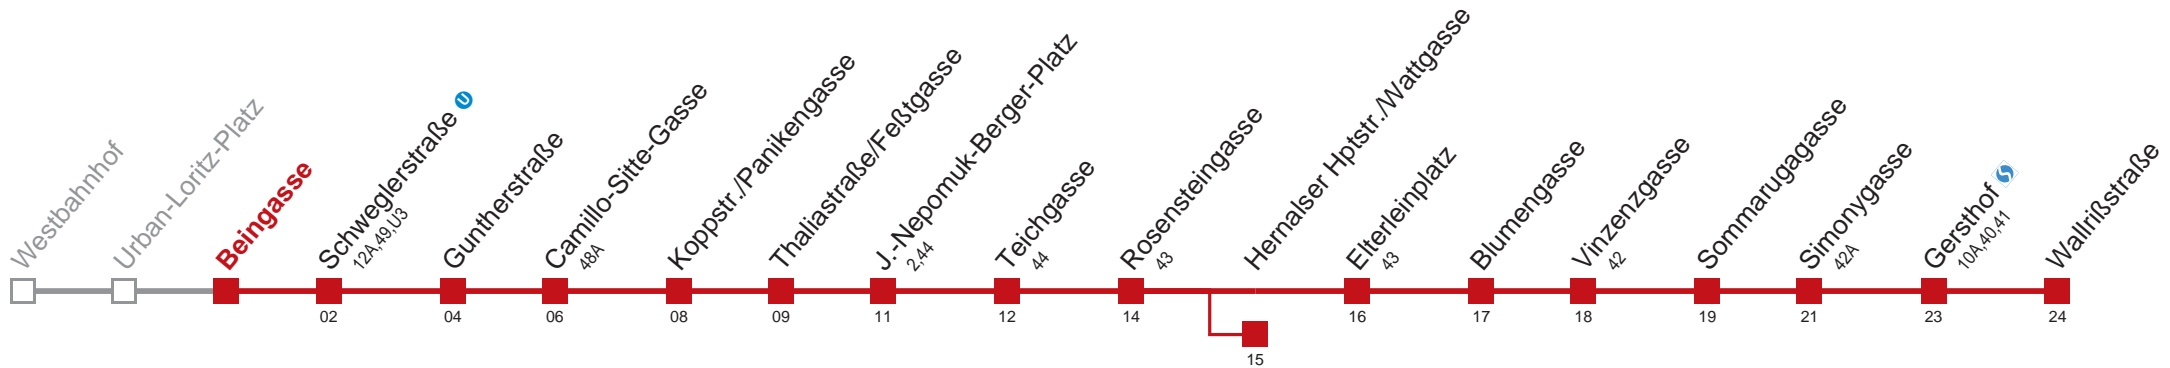 Westbahnhof
Urban-Loritz-Platz
Beingasse
Schweglerstraße U
12A,49,U3
Guntherstraße
Camillo-Sitte-Gasse
48A
Koppstr./Panikengasse
Thaliastraße/Feßtgasse
J.-Nepomuk-Berger-Platz
2,44
Teichgasse
44
Rosensteingasse
43
Hernalser Hptstr./Wattgasse
Elterleinplatz
43
Blumengasse
Vinzenzgasse
42
Sommarugagasse
Simonygasse
42A
Gersthof S
10A,40,41
Wallrißstraße
02 04 06 08 09 11 12 14 16 17 18 19 21 23 24
15